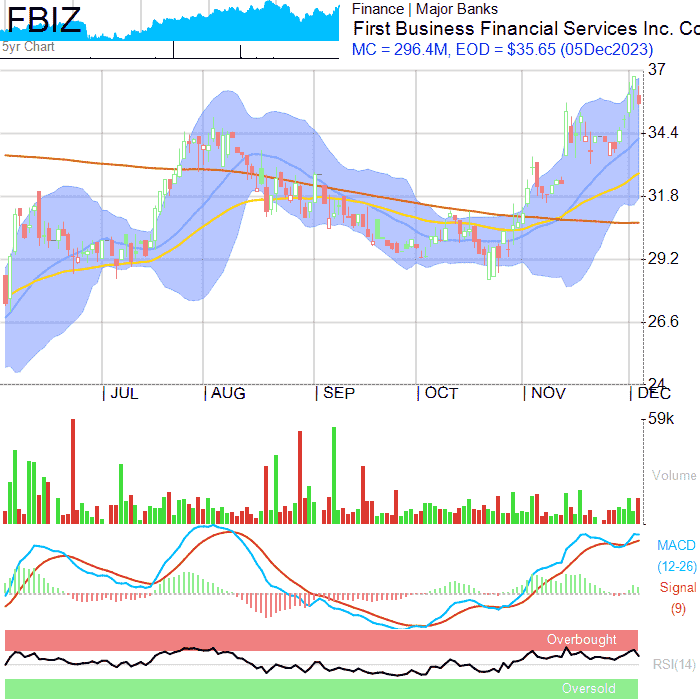 FBIZ
5yr Chart
Finance | Major Banks
First Business Financial Services Inc. Co
MC = 296.4M, EOD = $35.65 (05Dec2023)
37
34.4
31.8
29.2
26.6
24
JUL AUG SEP OCT NOV DEC
59k
Volume
MACD
(12-26)
Signal
(9)
Overbought
RSI(14)
Oversold